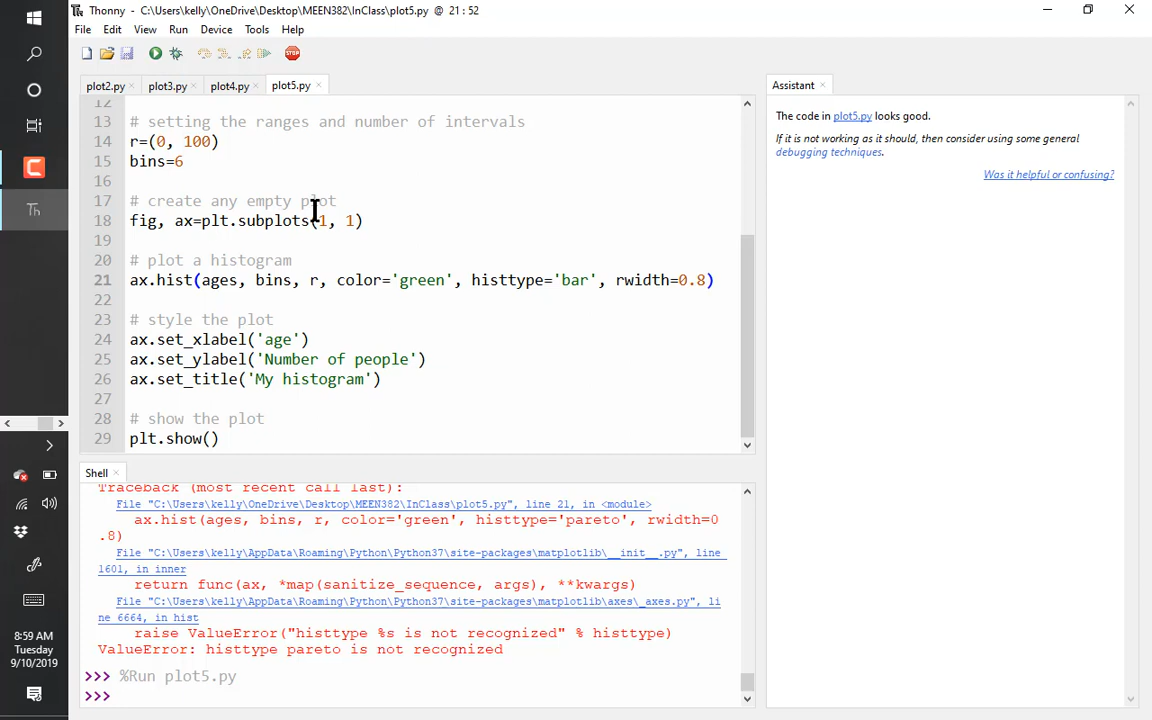 Thonny - C:\Users\kelly\OneDrive\Desktop\MEEN382\InClass\plot5.py @ 21 : 52
File Edit View Run Device Tools Help
plot2.py plot3.py plot4.py plot5.py
12
13 # setting the ranges and number of intervals
14 r=(0, 100)
15 bins=6
16
17 # create any empty plot
18 fig, ax=plt.subplots(1, 1)
19
20 # plot a histogram
21 ax.hist(ages, bins, r, color='green', histtype='bar', rwidth=0.8)
22
23 # style the plot
24 ax.set_xlabel('age')
25 ax.set_ylabel('Number of people')
26 ax.set_title('My histogram')
27
28 # show the plot
29 plt.show()
Shell
Traceback (most recent call last):
File "C:\Users\kelly\OneDrive\Desktop\MEEN382\InClass\plot5.py", line 21, in <module>
ax.hist(ages, bins, r, color='green', histtype='pareto', rwidth=0
.8)
File "C:\Users\kelly\AppData\Roaming\Python\Python37\site-packages\matplotlib\__init__.py", line
1601, in inner
return func(ax, *map(sanitize_sequence, args), **kwargs)
File "C:\Users\kelly\AppData\Roaming\Python\Python37\site-packages\matplotlib\axes\_axes.py", li
ne 6664, in hist
raise ValueError("histtype %s is not recognized" % histtype)
ValueError: histtype pareto is not recognized
>>> %Run plot5.py
>>>
Assistant
The code in plot5.py looks good.
If it is not working as it should, then consider using some general
debugging techniques.
Was it helpful or confusing?
STOP
Th
8:59 AM
Tuesday
9/10/2019